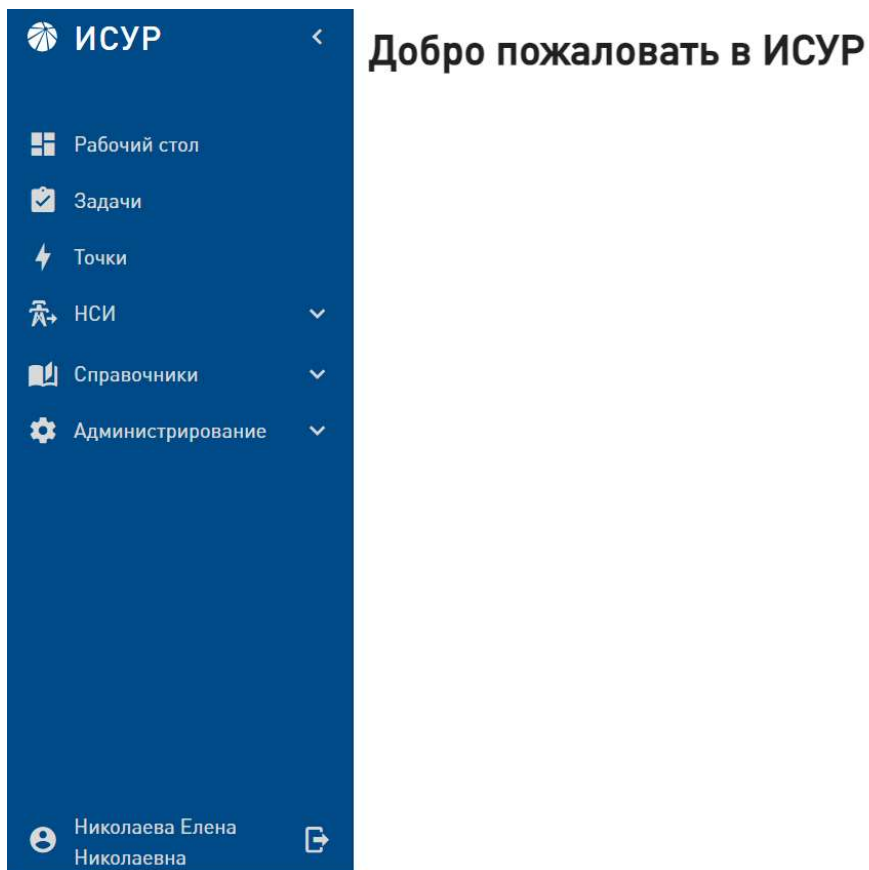 ИСУР
Добро пожаловать в ИСУР
Рабочий стол
Задачи
Точки
НСИ
Справочники
Администрирование
Николаева Елена
Николаевна